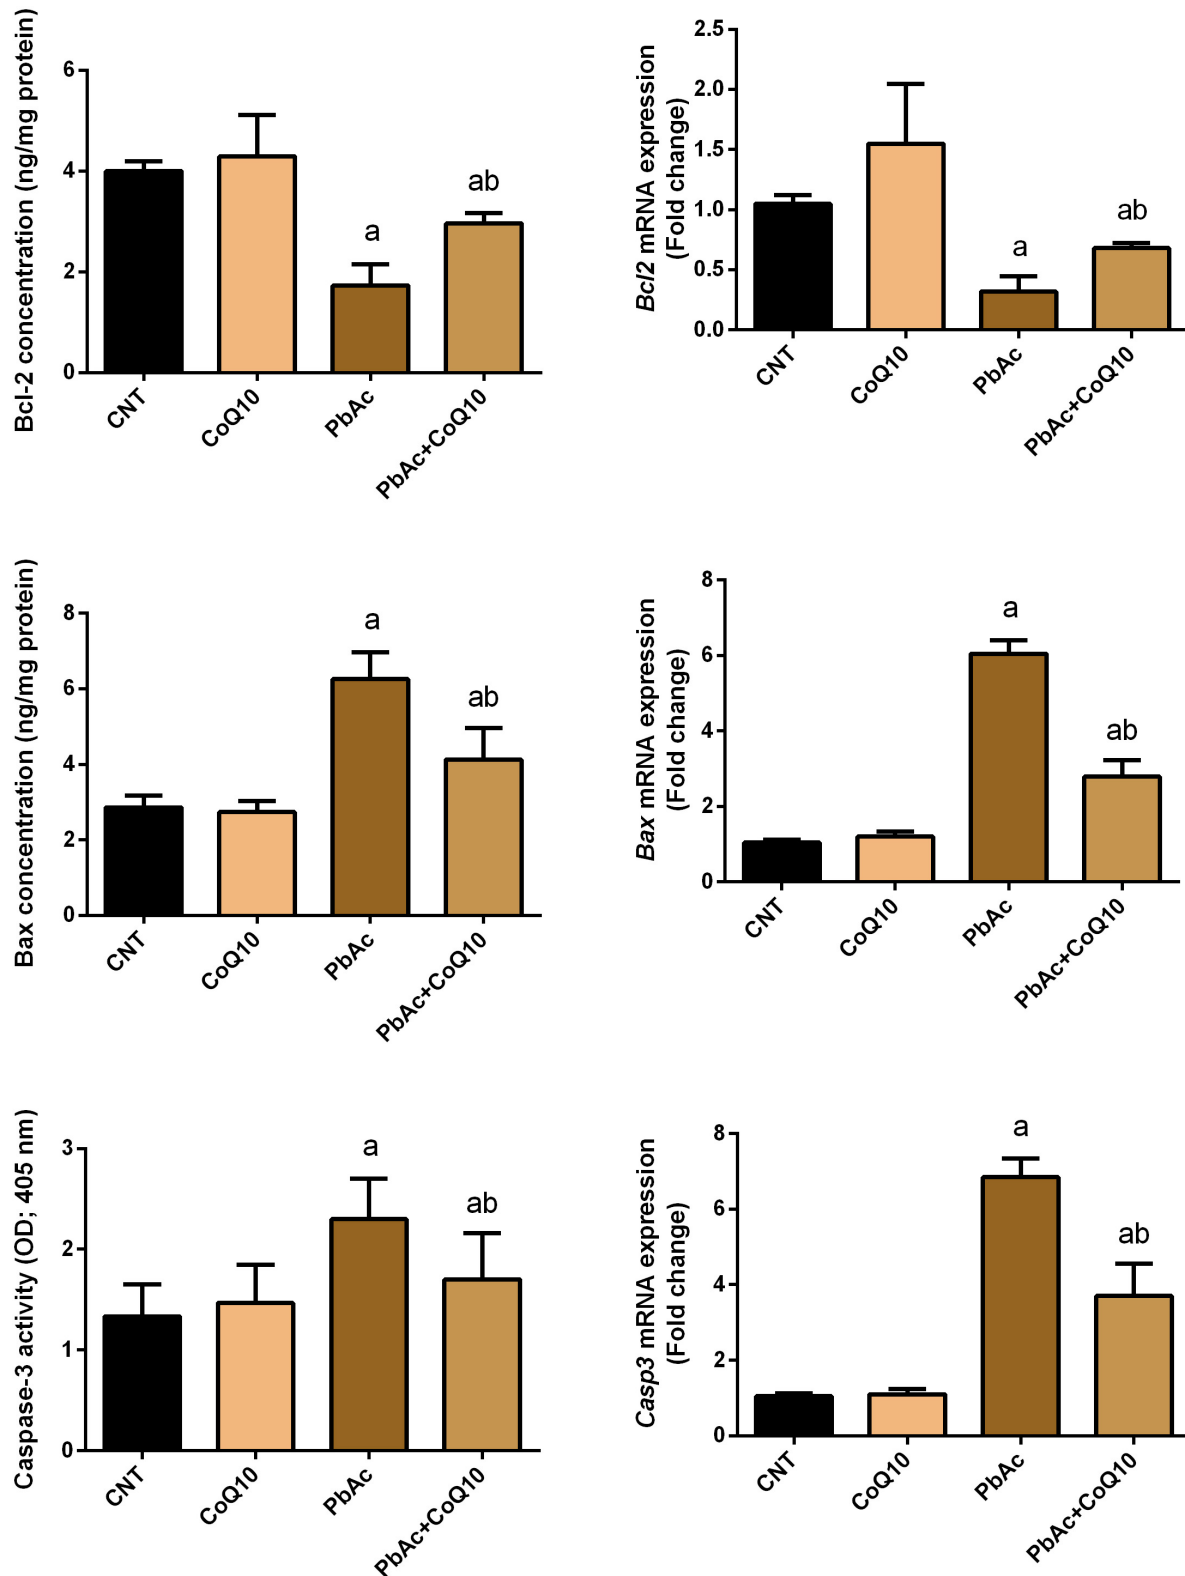 Bcl-2 concentration (ng/mg protein)
6
4
2
0
a
ab
CNT
CoQ10
PbAc
PbAc+CoQ10
Bcl2 mRNA expression
(Fold change)
2.5
2.0
1.5
1.0
0.5
0.0
a
ab
CNT
CoQ10
PbAc
PbAc+CoQ10
Bax concentration (ng/mg protein)
8
6
4
2
0
a
ab
CNT
CoQ10
PbAc
PbAc+CoQ10
Bax mRNA expression
(Fold change)
8
6
4
2
0
a
ab
CNT
CoQ10
PbAc
PbAc+CoQ10
Caspase-3 activity (OD; 405 nm)
3
2
1
0
a
ab
CNT
CoQ10
PbAc
PbAc+CoQ10
Casp3 mRNA expression
(Fold change)
8
6
4
2
0
a
ab
CNT
CoQ10
PbAc
PbAc+CoQ10